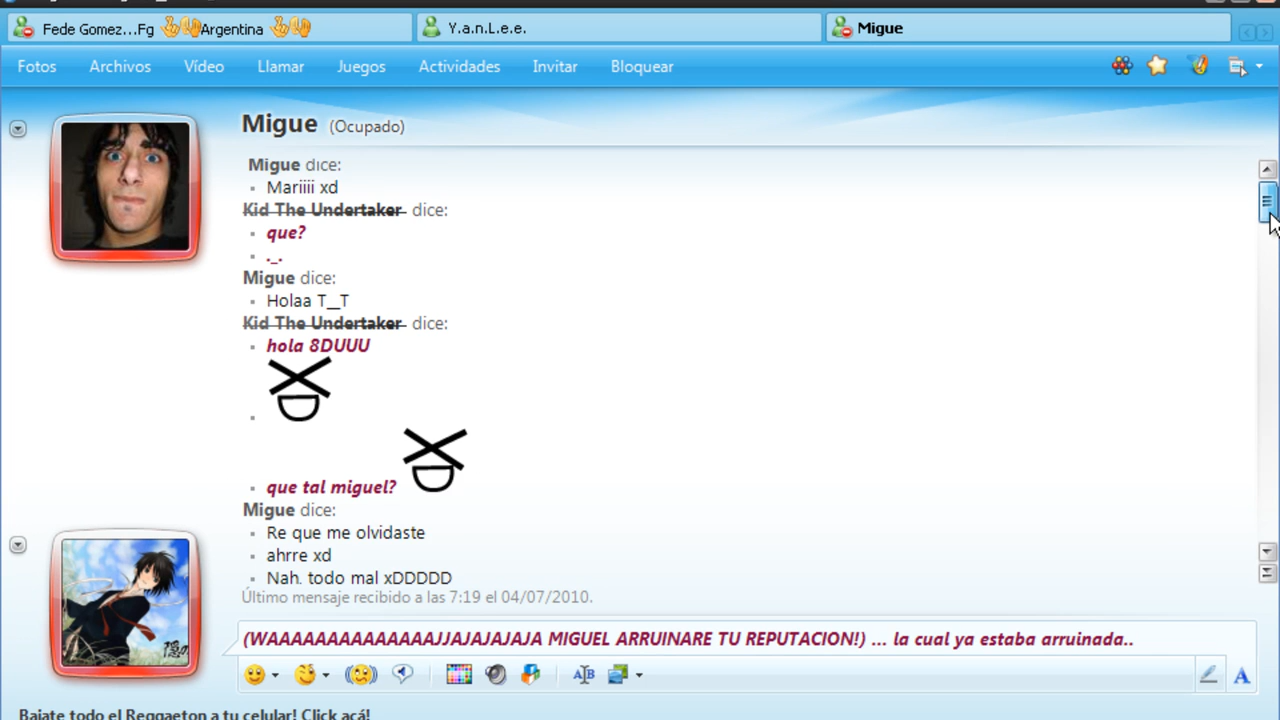 Fede Gomez...Fg Argentina
Y.a.n.L.e.e.
Migue
Fotos Archivos Vídeo Llamar Juegos Actividades Invitar Bloquear
Migue (Ocupado)
Migue dice:
Mariiii xd
Kid The Undertaker dice:
que?
._.
Migue dice:
Holaa T__T
Kid The Undertaker dice:
hola 8DUUU
XD
que tal miguel? XD
Migue dice:
Re que me olvidaste
ahrre xd
Nah. todo mal xDDDDD
Último mensaje recibido a las 7:19 el 04/07/2010.
(WAAAAAAAAAAAAAAJJAJAJAJAJA MIGUEL ARRUINARE TU REPUTACION!) ... la cual ya estaba arruinada..
A
Bajate todo el Reggaeton a tu celular! Click acá!